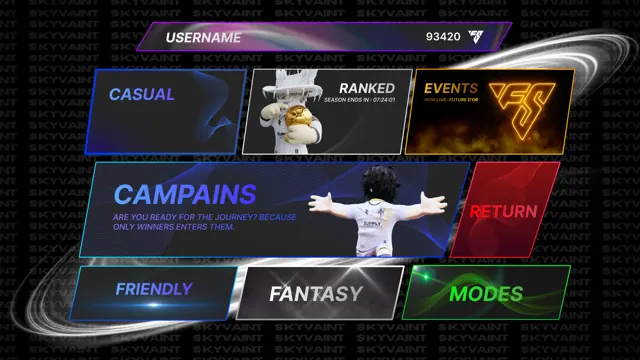 USERNAME
93420
CASUAL
RANKED
SEASON ENDS IN : 07:24:01
EVENTS
NOW LIVE : FUTURE D'OR
CAMPAINS
ARE YOU READY FOR THE JOURNEY? BECAUSE
ONLY WINNERS ENTERS THEM.
RETURN
FRIENDLY
FANTASY
MODES
SKYVAINT